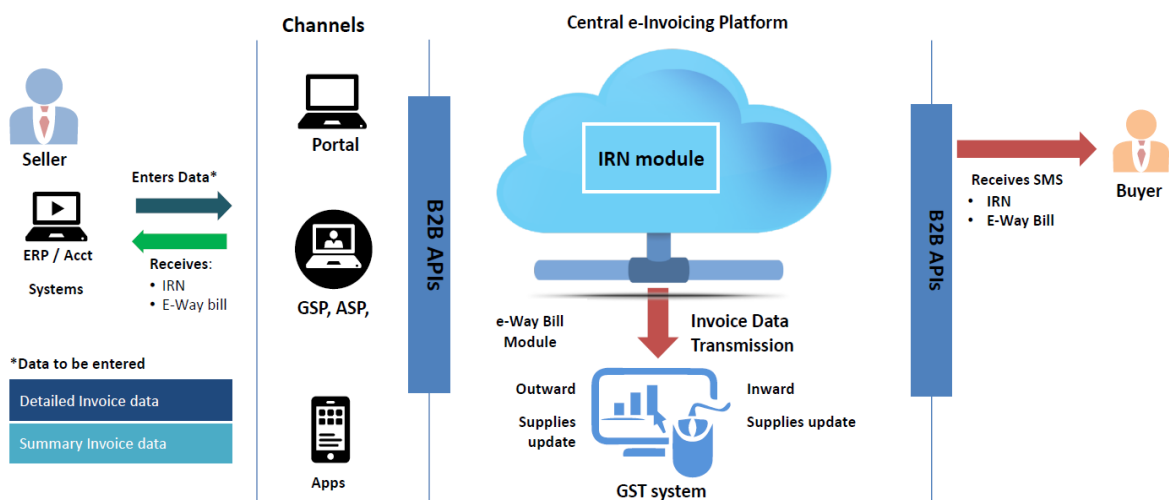 Channels
Central e-Invoicing Platform
Seller
Enters Data*
ERP / Acct
Systems
Receives:
• IRN
• E-Way bill
*Data to be entered
Detailed Invoice data
Summary Invoice data
Portal
GSP, ASP,
Apps
B2B APIs
IRN module
e-Way Bill
Module
Invoice Data
Transmission
Outward
Supplies
update
Inward
Supplies update
GST system
B2B APIs
Receives SMS
• IRN
• E-Way Bill
Buyer